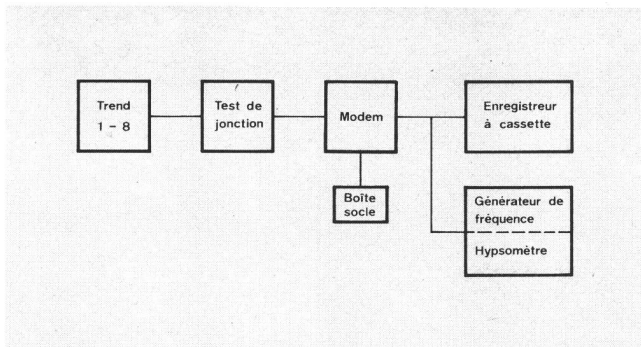 Trend
1 – 8
Test de
jonction
Modem
Enregistreur
à cassette
Boîte
socle
Générateur de
fréquence
Hypsomètre